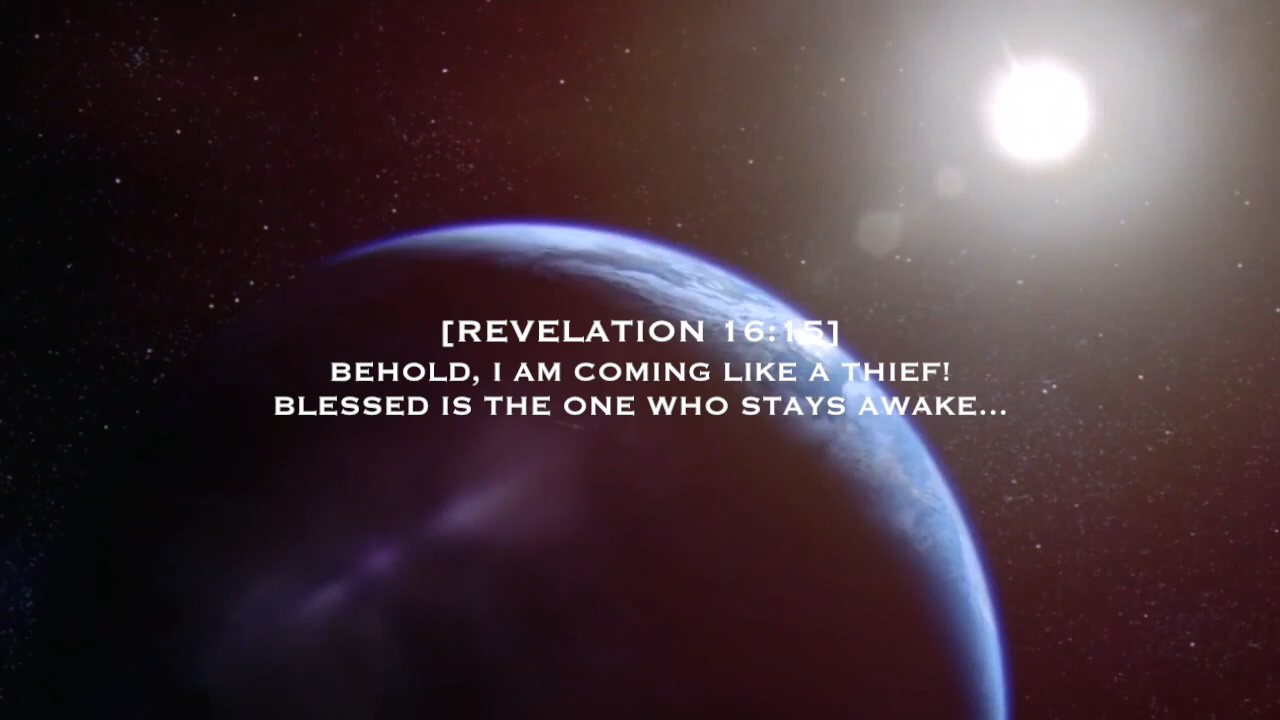 [REVELATION 16:15]
BEHOLD, I AM COMING LIKE A THIEF!
BLESSED IS THE ONE WHO STAYS AWAKE...